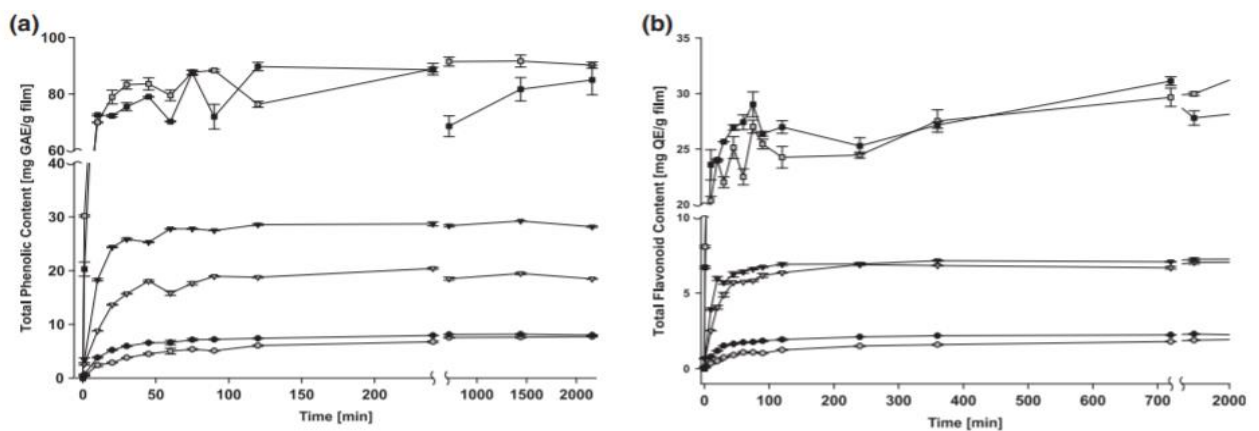 (a)
Total Phenolic Content [mg GAE/g film]
100
80
60
40
30
20
10
0
0 50 100 150 200 1000 2000
Time [min]
(b)
Total Flavonoid Content [mg QE/g film]
35
30
25
20
10
5
0
0 100 200 300 400 500 600 700 2000
Time [min]